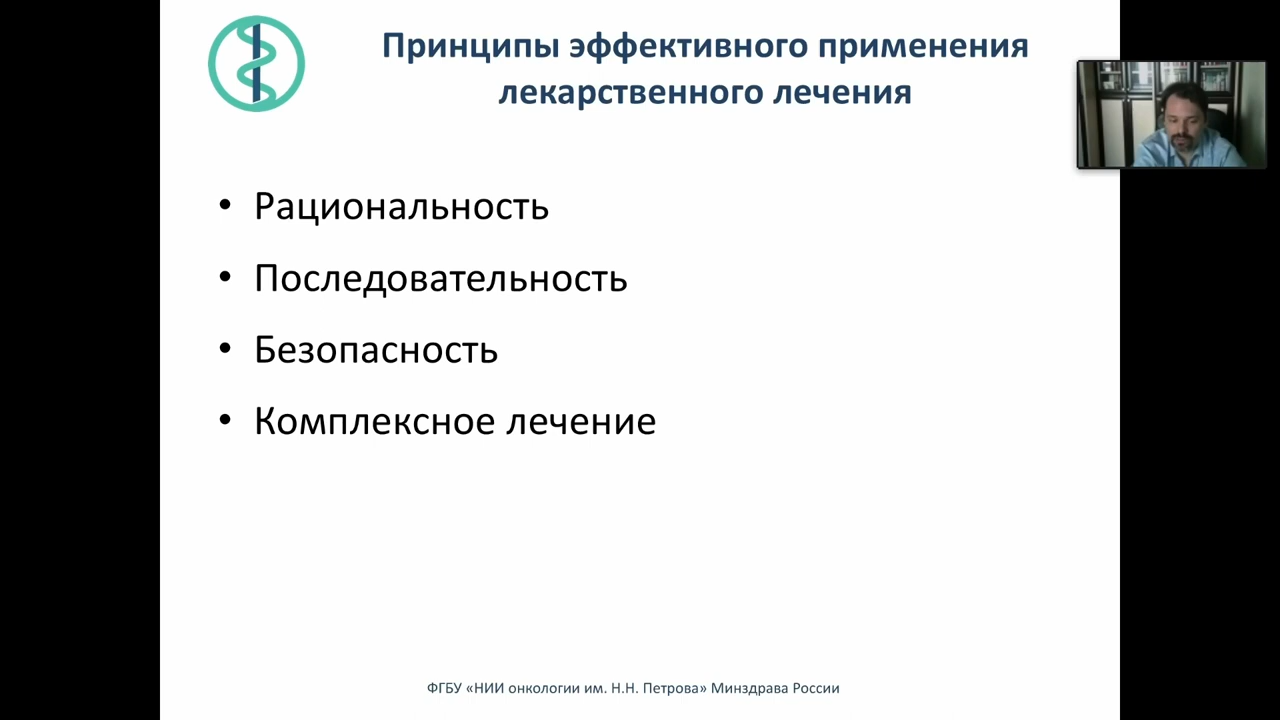 Принципы эффективного применения
лекарственного лечения
• Рациональность
• Последовательность
• Безопасность
• Комплексное лечение
ФГБУ «НИИ онкологии им. Н.Н. Петрова» Минздрава России